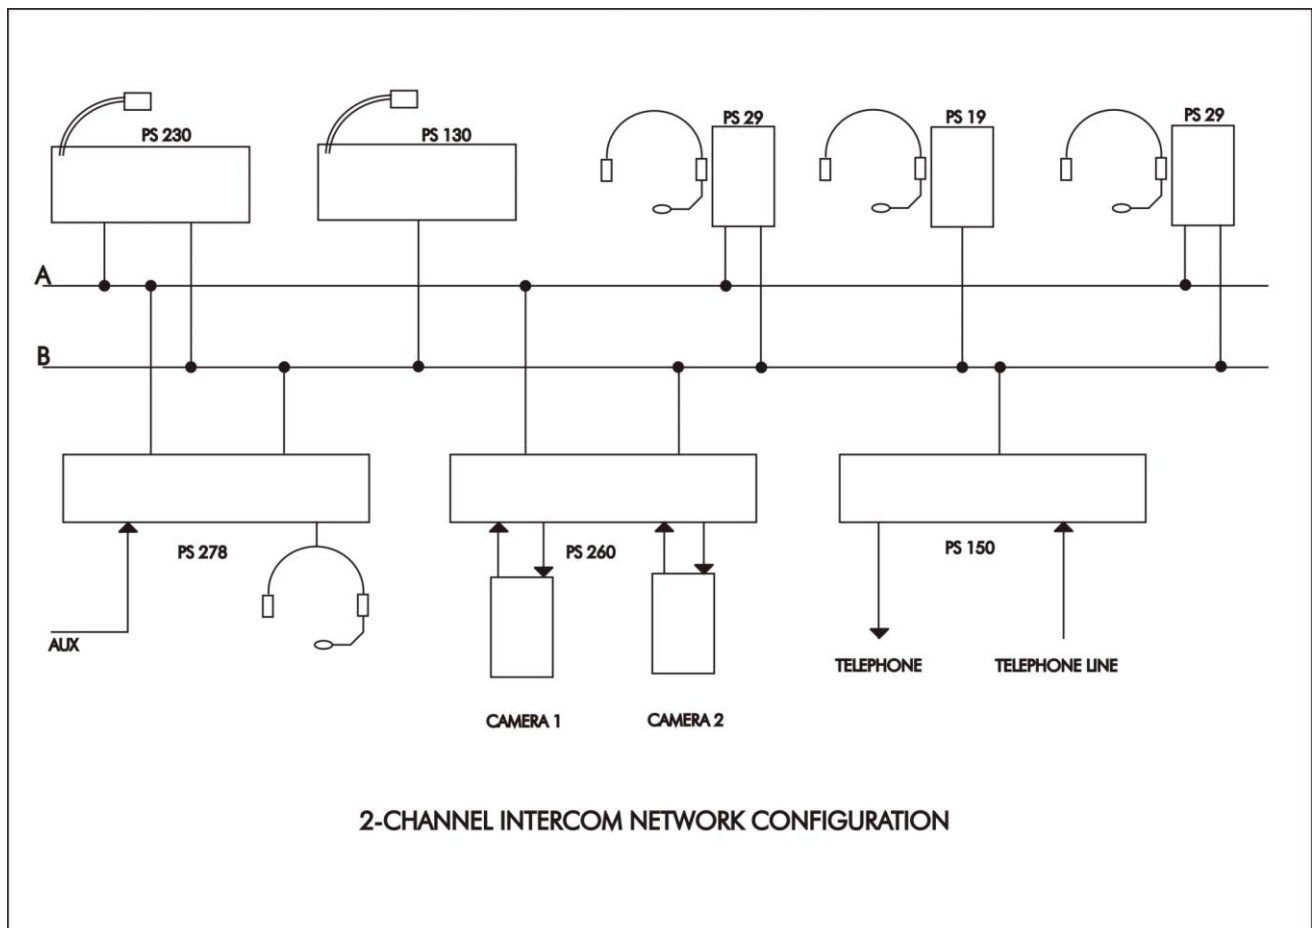 PS 230
PS 130
PS 29
PS 19
PS 29
A
B
PS 278
PS 260
PS 150
AUX
TELEPHONE
TELEPHONE LINE
CAMERA 1
CAMERA 2
2-CHANNEL INTERCOM NETWORK CONFIGURATION